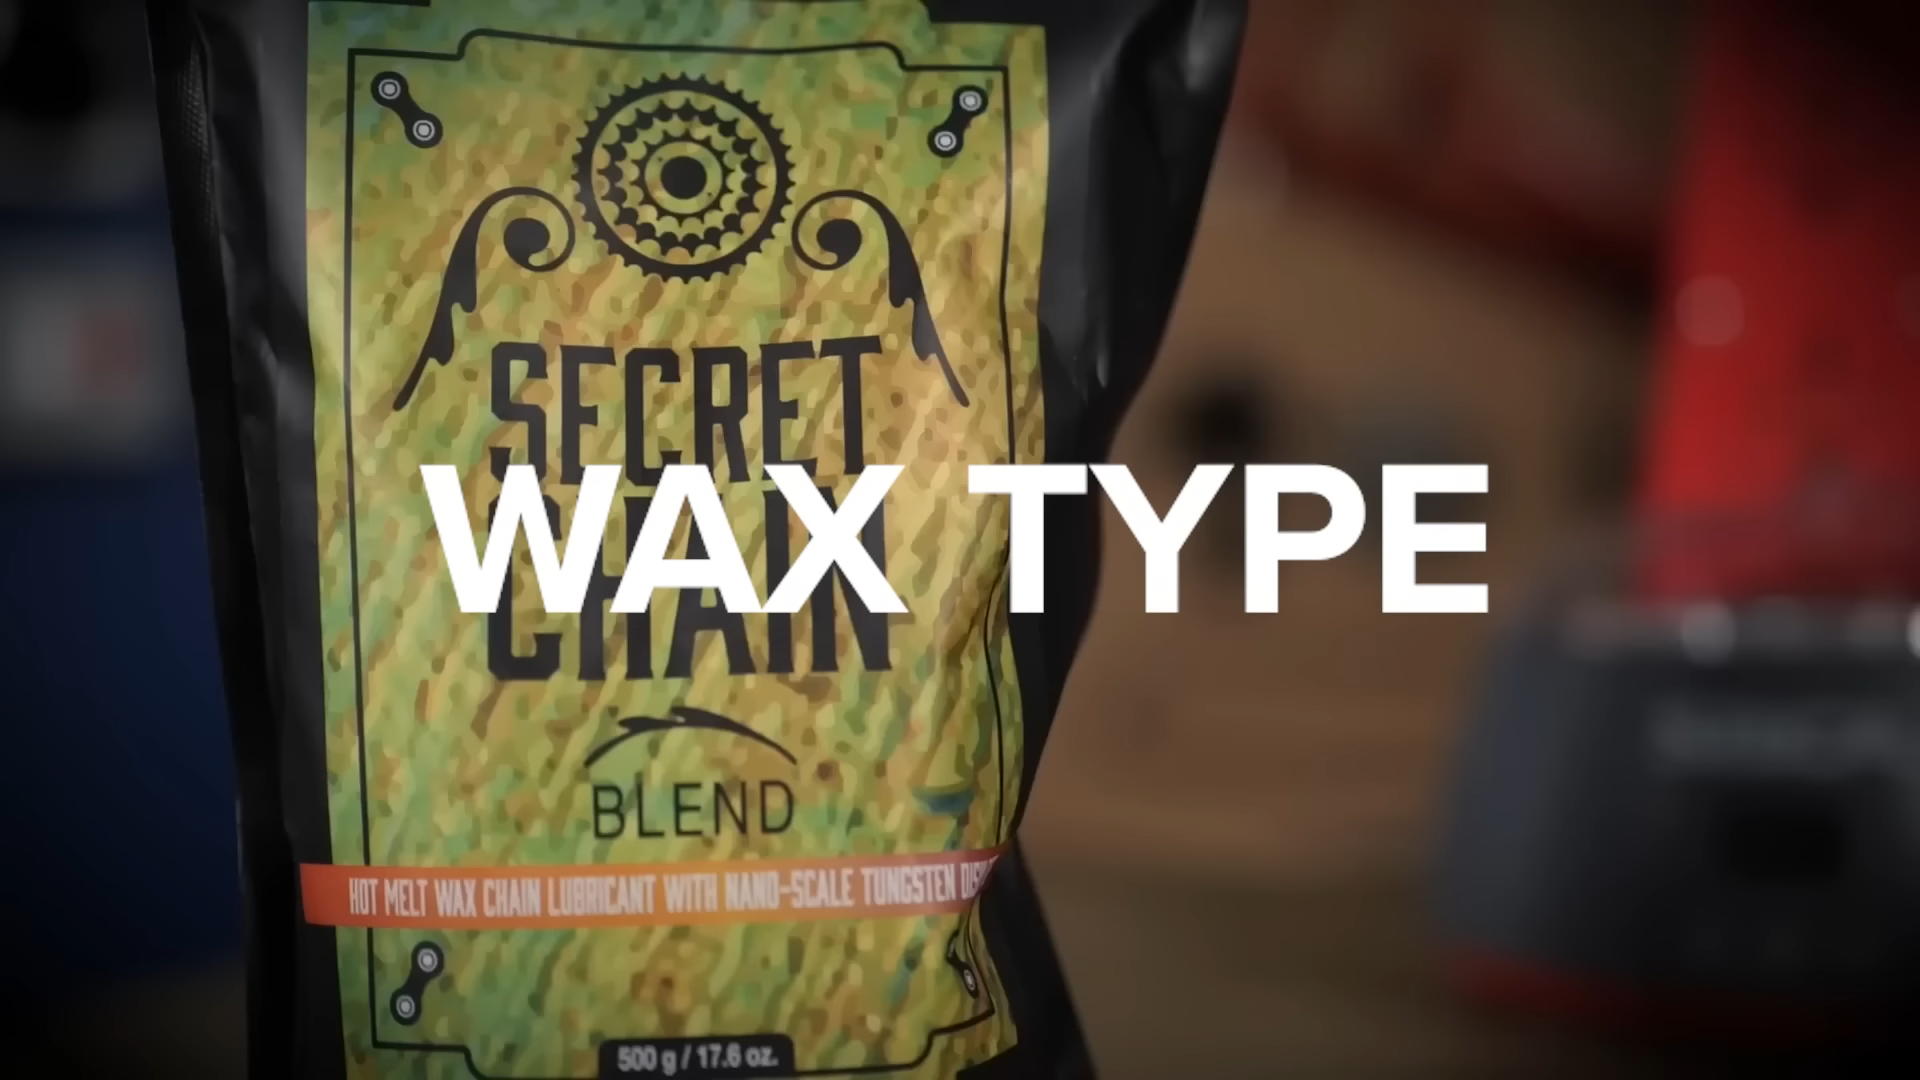 SECRET
CHAIN
WAX TYPE
BLEND
HOT MELT WAX CHAIN LUBRICANT WITH NANO-SCALE TUNGSTEN
500 g / 17.6 oz.